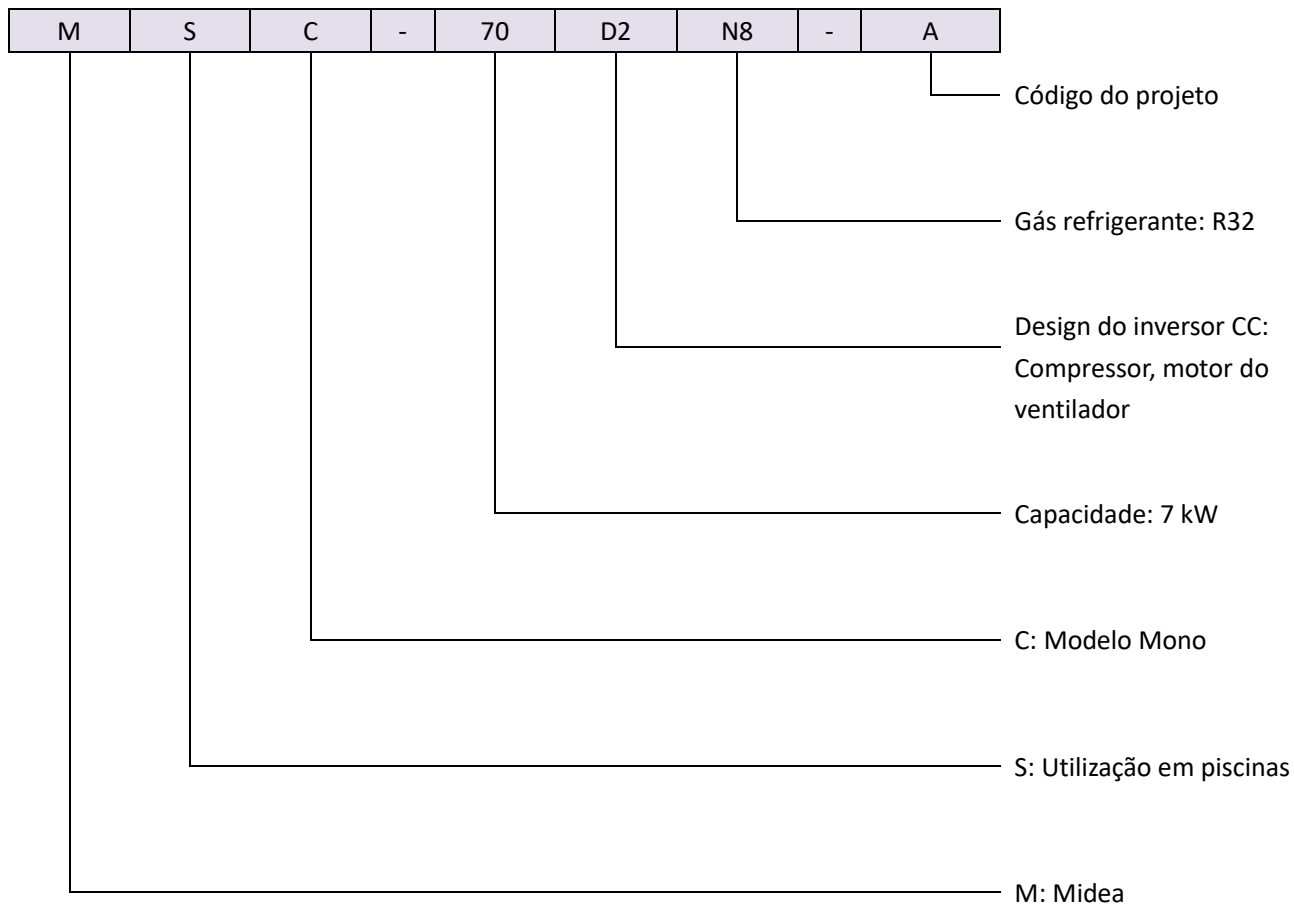 M S C - 70 D2 N8 - A
Código do projeto
Gás refrigerante: R32
Design do inversor CC:
Compressor, motor do
ventilador
Capacidade: 7 kW
C: Modelo Mono
S: Utilização em piscinas
M: Midea